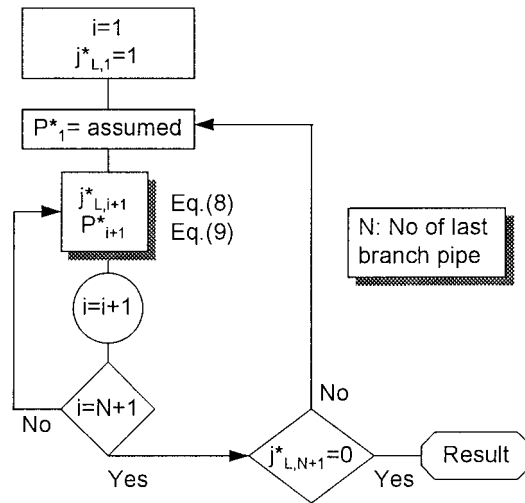 i=1
j*L,1=1
P*1= assumed
j*L,i+1
P*i+1
Eq.(8)
Eq.(9)
N: No of last
branch pipe
i=i+1
i=N+1
No
Yes
No
j*L,N+1=0
Yes
Result